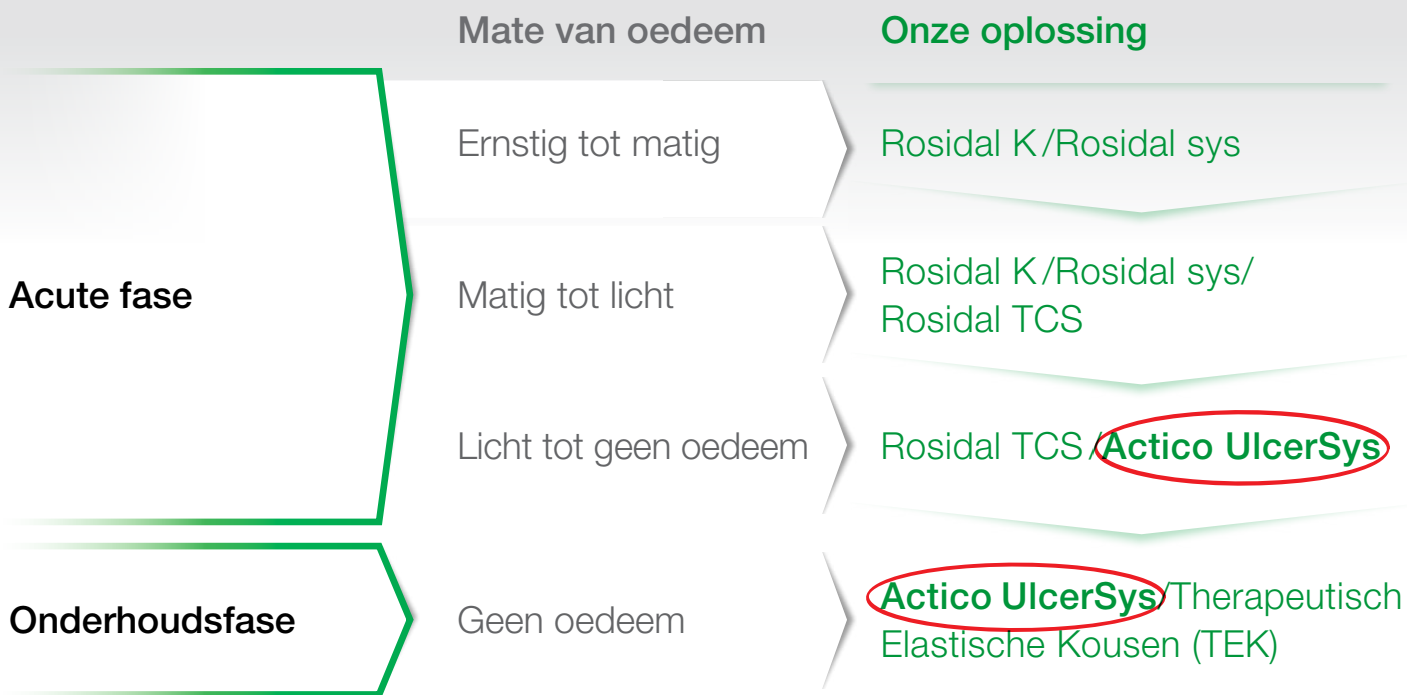 Mate van oedeem
Onze oplossing
Ernstig tot matig
Rosidal K/Rosidal sys
Acute fase
Matig tot licht
Rosidal K/Rosidal sys/
Rosidal TCS
Licht tot geen oedeem
Rosidal TCS/Actico UlcerSys
Onderhoudsfase
Geen oedeem
Actico UlcerSys/Therapeutisch
Elastische Kousen (TEK)